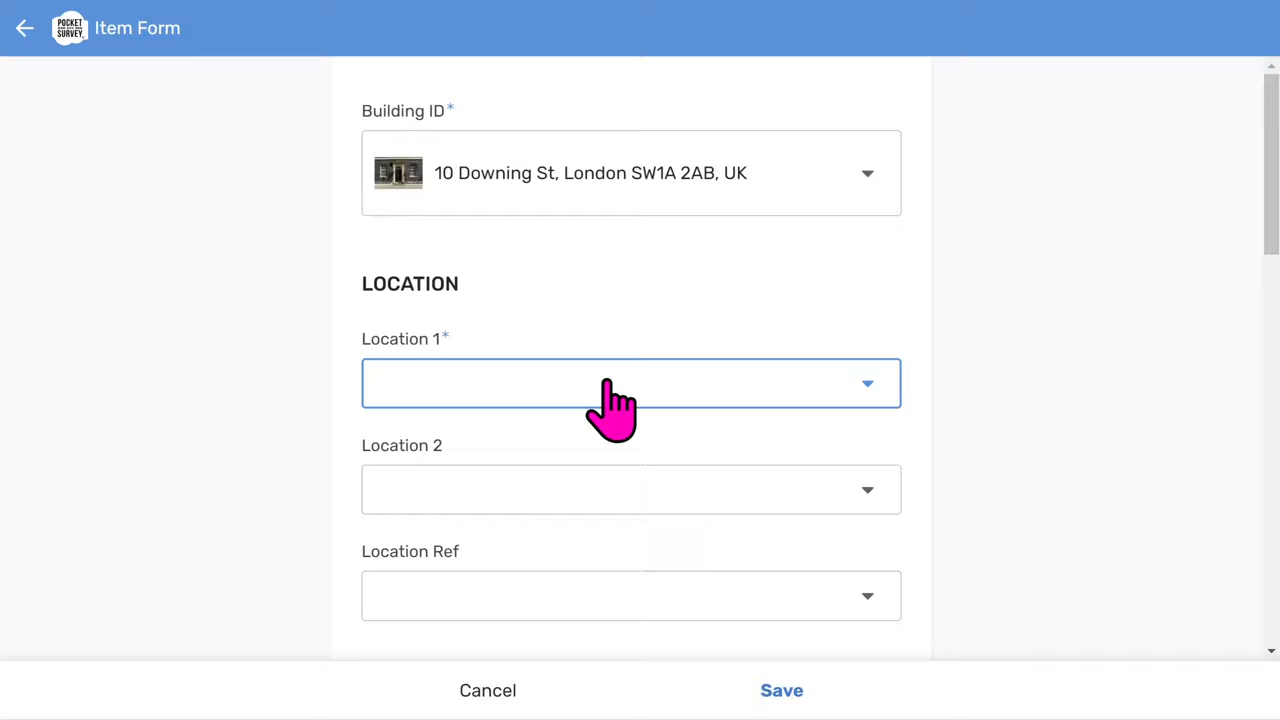 POCKET
SURVEY
Item Form
Building ID*
10 Downing St, London SW1A 2AB, UK
LOCATION
Location 1*
Location 2
Location Ref
Cancel
Save